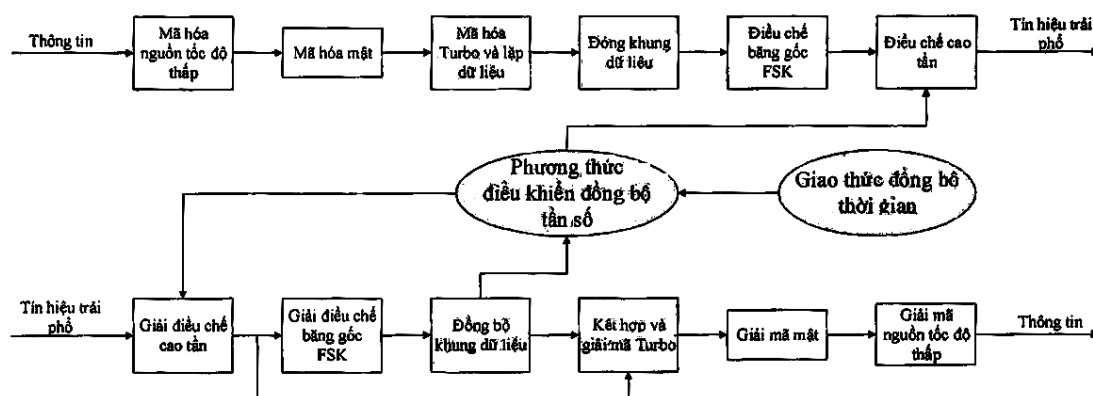 Thông tin
Mã hóa
nguồn tốc độ
thấp
Mã hóa mật
Mã hóa
Turbo và lặp
dữ liệu
Đóng khung
dữ liệu
Điều chế
băng gốc
FSK
Điều chế cao
tần
Tín hiệu trải
phổ
Phương thức
điều khiển đồng bộ
tần số
Giao thức đồng bộ
thời gian
Tín hiệu trải
phổ
Giải điều chế
cao tần
Giải điều chế
băng gốc
FSK
Đồng bộ
khung dữ liệu
Kết hợp và
giải mã Turbo
Giải mã mật
Giải mã
nguồn tốc độ
thấp
Thông tin